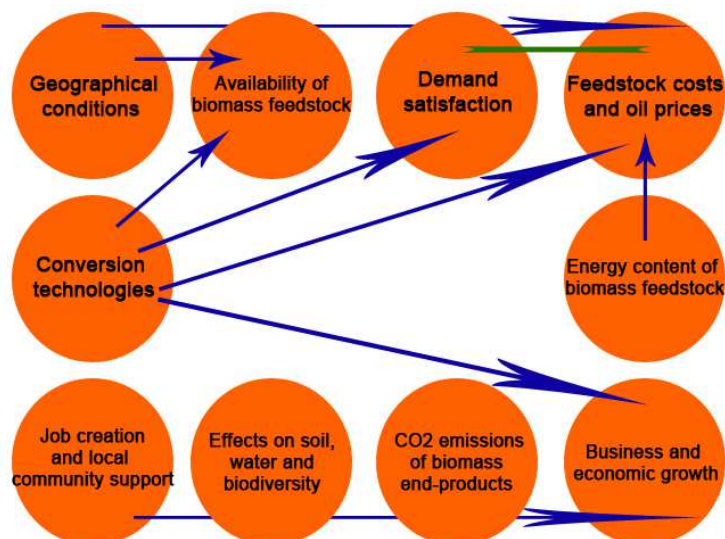 Geographical
conditions
Availability of
biomass feedstock
Demand
satisfaction
Feedstock costs
and oil prices
Conversion
technologies
Energy content of
biomass feedstock
Job creation
and local
community support
Effects on soil,
water and
biodiversity
CO2 emissions
of biomass
end-products
Business and
economic growth